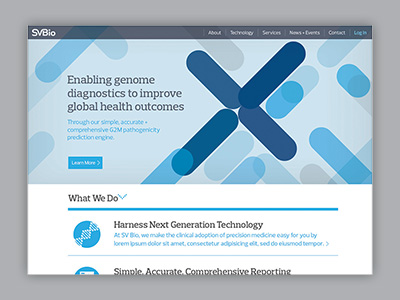 SVBio
About Technology Services News + Events Contact Log In
Enabling genome
diagnostics to improve
global health outcomes
Through our simple, accurate +
comprehensive G2M pathogenicity
prediction engine.
Learn More >
What We Do
Harness Next Generation Technology
At SV Bio, we make the clinical adoption of precision medicine easy for you by
lorem ipsum dolor sit amet, consectetur adipisicing elit, sed do eiusmod tempor. >
Simple, Accurate, Comprehensive Reporting